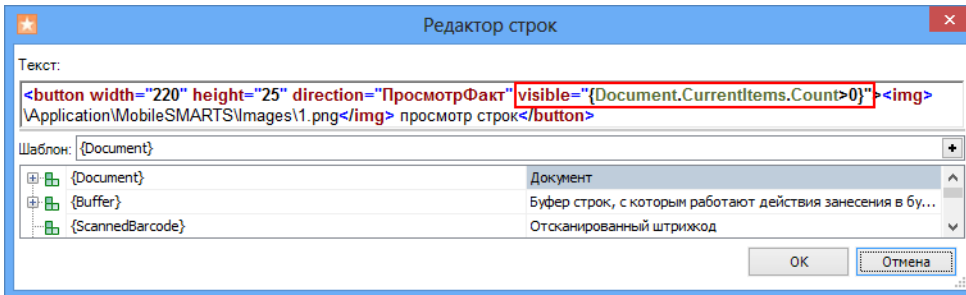 Редактор строк
Текст:
<button width="220" height="25" direction="ПросмотрФакт" visible="{Document.CurrentItems.Count>0}"><img>
\Application\MobileSMARTS\Images\1.png</img> просмотр строк</button>
Шаблон: {Document}
{Document} Документ
{Buffer} Буфер строк, с которым работают действия занесения в бу...
{ScannedBarcode} Отсканированный штрихкод
ОК Отмена